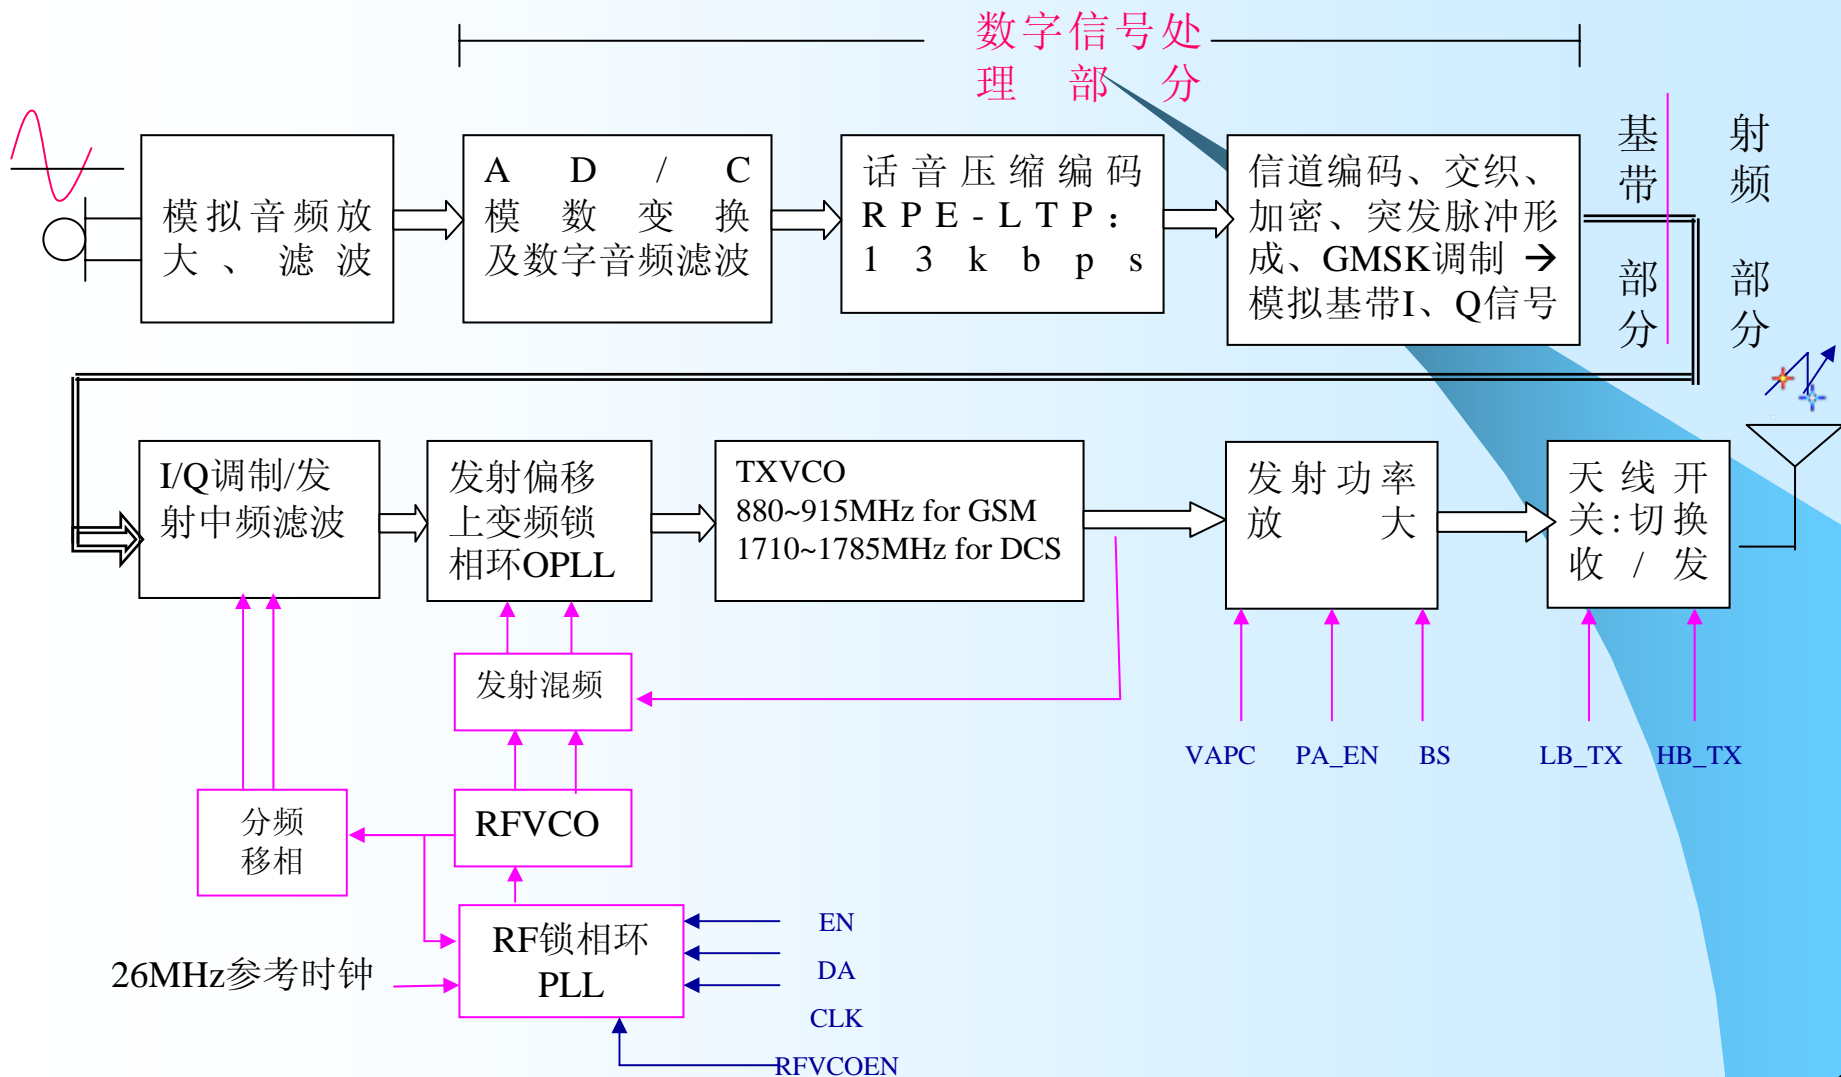 数字信号处
理部分
模拟音频放
大、滤波
AD/C
模数变换
及数字音频滤波
话音压缩编码
RPE-LTP：
13kbps
信道编码、交织、
加密、突发脉冲形
成、GMSK调制 →
模拟基带I、Q信号
基带部分
射频部分
I/Q调制/发
射中频滤波
发射偏移
上变频锁
相环OPLL
TXVCO
880~915MHz for GSM
1710~1785MHz for DCS
发射功率
放大
天线开
关:切换
收/发
发射混频
VAPC
PA_EN
BS
LB_TX
HB_TX
分频
移相
RFVCO
RF锁相环
PLL
26MHz参考时钟
EN
DA
CLK
RFVCOEN